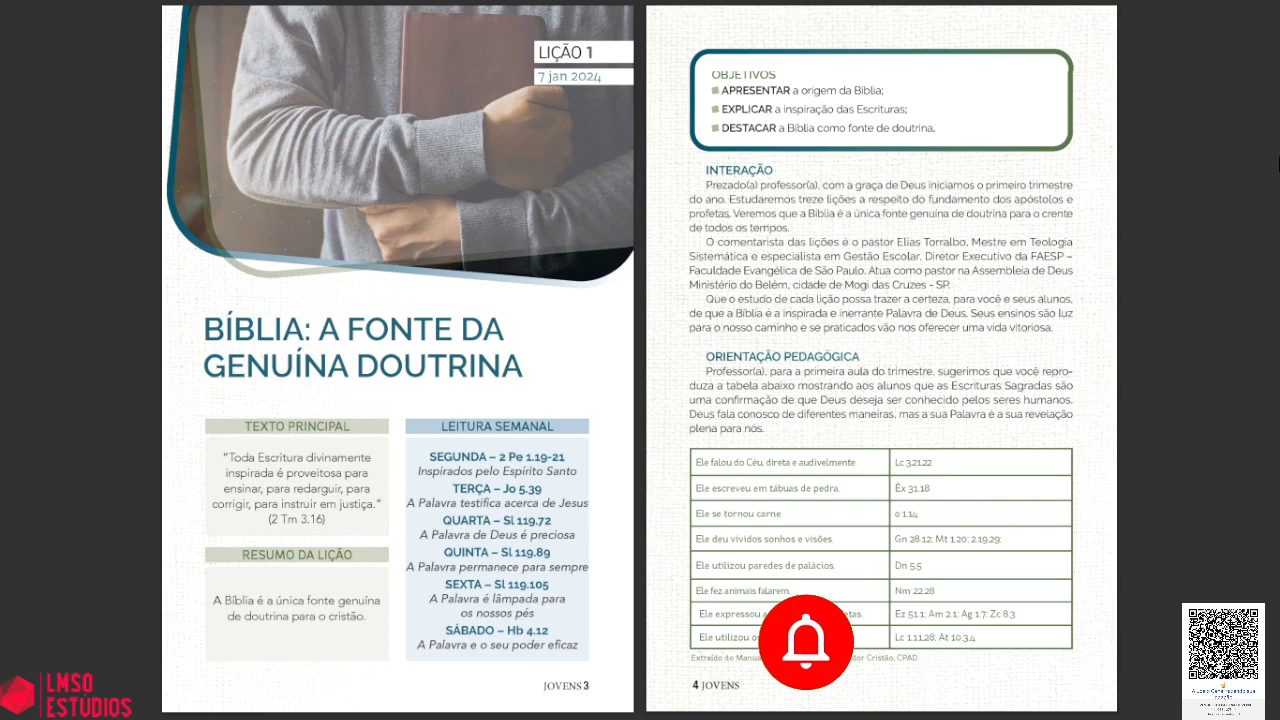 LIÇÃO 1
7 jan 2024
BÍBLIA: A FONTE DA
GENUÍNA DOUTRINA
TEXTO PRINCIPAL
“Toda Escritura divinamente
inspirada é proveitosa para
ensinar, para redarguir, para
corrigir, para instruir em justiça.”
(2 Tm 3.16)
RESUMO DA LIÇÃO
A Bíblia é a única fonte genuína
de doutrina para o cristão.
LEITURA SEMANAL
SEGUNDA – 2 Pe 1.19-21
Inspirados pelo Espírito Santo
TERÇA – Jo 5.39
A Palavra testifica acerca de Jesus
QUARTA – Sl 119.72
A Palavra de Deus é preciosa
QUINTA – Sl 119.89
A Palavra permanece para sempre
SEXTA – Sl 119.105
A Palavra é lâmpada para
os nossos pés
SÁBADO – Hb 4.12
A Palavra e o seu poder eficaz
JOVENS 3
LMSO
ESTUDIOS
OBJETIVOS
APRESENTAR a origem da Bíblia;
EXPLICAR a inspiração das Escrituras;
DESTACAR a Bíblia como fonte de doutrina.
INTERAÇÃO
Prezado(a) professor(a), com a graça de Deus iniciamos o primeiro trimestre
do ano. Estudaremos treze lições a respeito do fundamento dos apóstolos e
profetas. Veremos que a Bíblia é a única fonte genuína de doutrina para o crente
de todos os tempos.
O comentarista das lições é o pastor Elias Torralbo, Mestre em Teologia
Sistemática e especialista em Gestão Escolar. Diretor Executivo da FAESP –
Faculdade Evangélica de São Paulo. Atua como pastor na Assembleia de Deus
Ministério do Belém, cidade de Mogi das Cruzes - SP.
Que o estudo de cada lição possa trazer a certeza, para você e seus alunos,
de que a Bíblia é a inspirada e inerrante Palavra de Deus. Seus ensinos são luz
para o nosso caminho e se praticados vão nos oferecer uma vida vitoriosa.
ORIENTAÇÃO PEDAGÓGICA
Professor(a), para a primeira aula do trimestre, sugerimos que você repro-
duza a tabela abaixo mostrando aos alunos que as Escrituras Sagradas são
uma confirmação de que Deus deseja ser conhecido pelos seres humanos.
Deus fala conosco de diferentes maneiras, mas a sua Palavra é a sua revelação
plena para nós.
Ele falou do Céu, direta e audivelmente. Lc 3.21,22
Ele escreveu em tábuas de pedra. Êx 31.18
Ele se tornou carne. o 1.14
Ele deu vívidos sonhos e visões. Gn 28.12; Mt 1.20; 2.19,29;
Ele utilizou paredes de palácios. Dn 5.5
Ele fez animais falarem. Nm 22.28
Ele expressou Ez 51.1; Am 2.1; Ag 1.7; Zc 8.3
Ele utilizou Lc 1.11,28; At 10.3,4
Extraído do Cristão, CPAD.
4 JOVENS